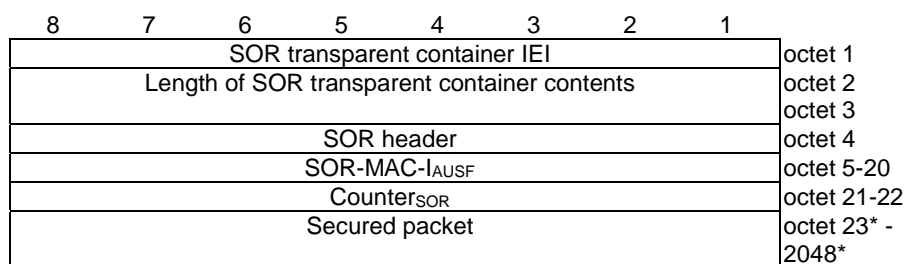 8 7 6 5 4 3 2 1
SOR transparent container IEI octet 1
Length of SOR transparent container contents octet 2
octet 3
SOR header octet 4
SOR-MAC-IAUSF octet 5-20
CounterSOR octet 21-22
Secured packet octet 23* -
2048*